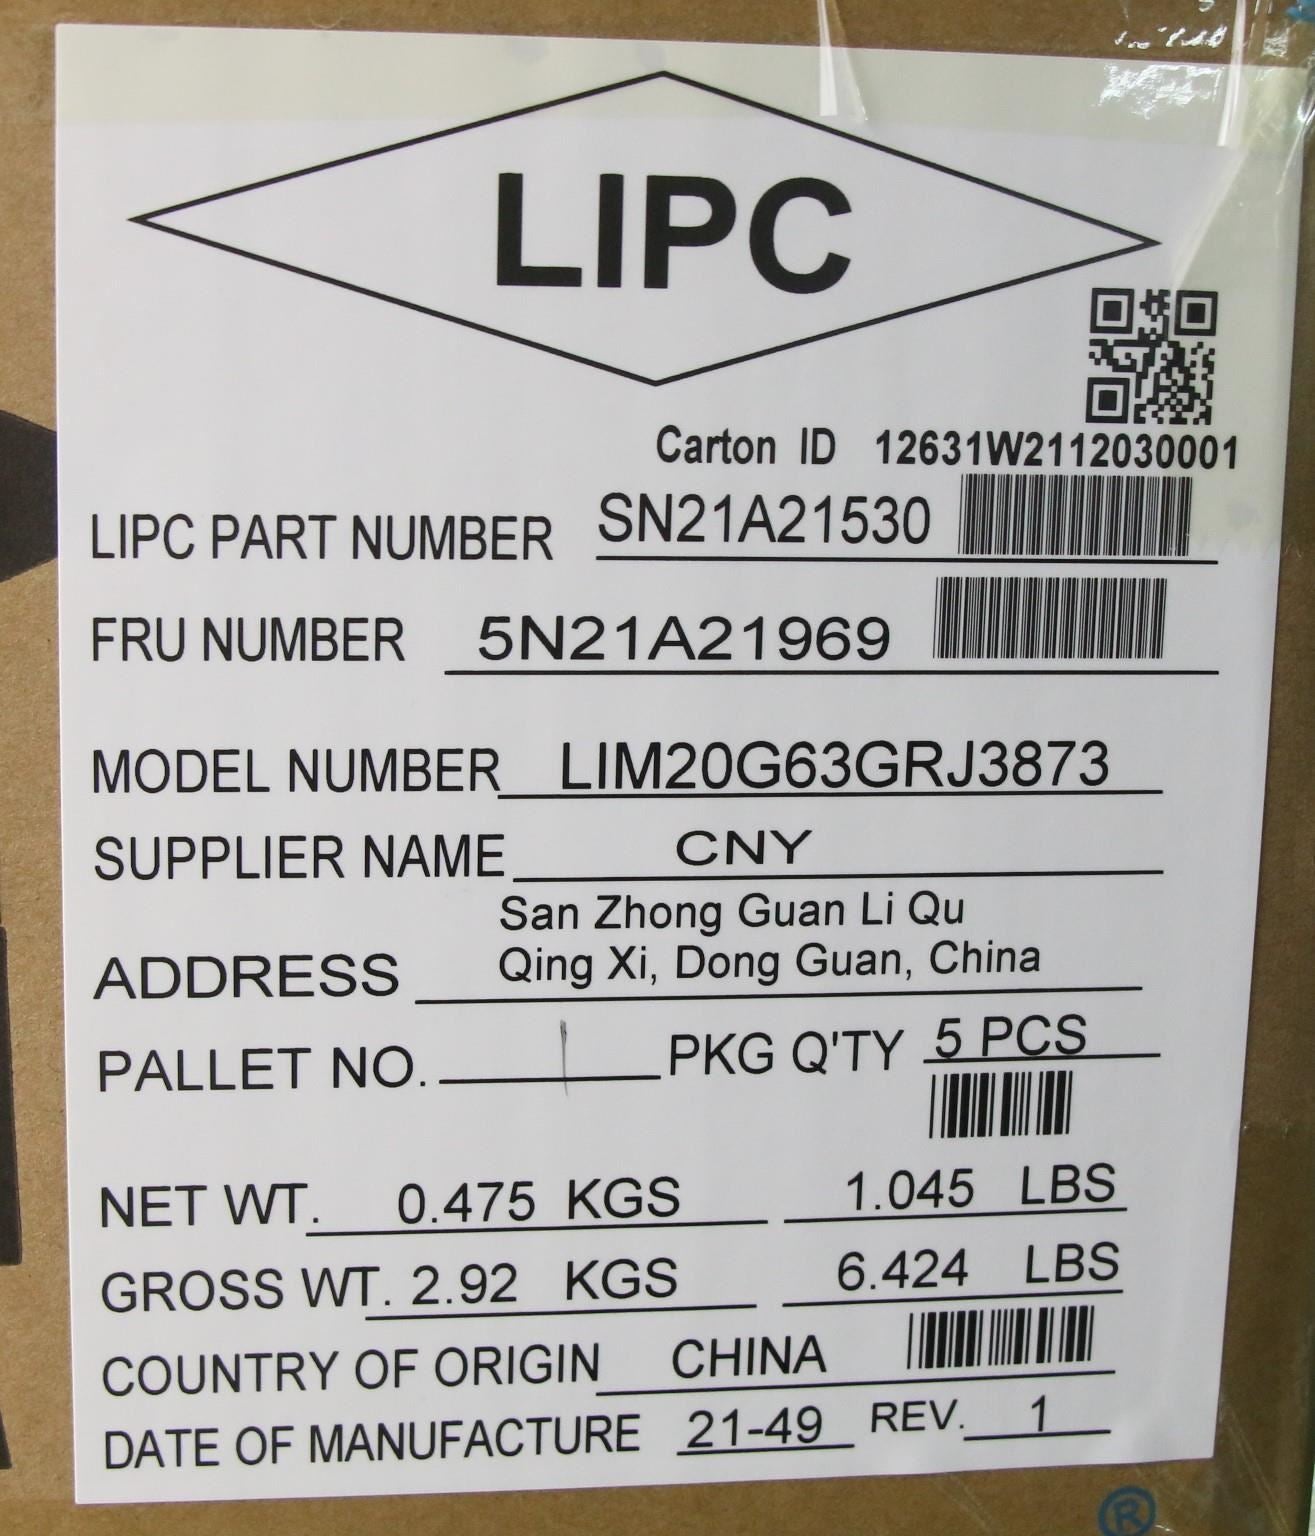 LIPC
Carton ID 12631W2112030001
LIPC PART NUMBER SN21A21530
FRU NUMBER 5N21A21969
MODEL NUMBER LIM20G63GRJ3873
SUPPLIER NAME CNY
San Zhong Guan Li Qu
ADDRESS Qing Xi, Dong Guan, China
PALLET NO. 1 PKG Q'TY 5 PCS
NET WT. 0.475 KGS 1.045 LBS
GROSS WT. 2.92 KGS 6.424 LBS
COUNTRY OF ORIGIN CHINA
DATE OF MANUFACTURE 21-49 REV. 1
®